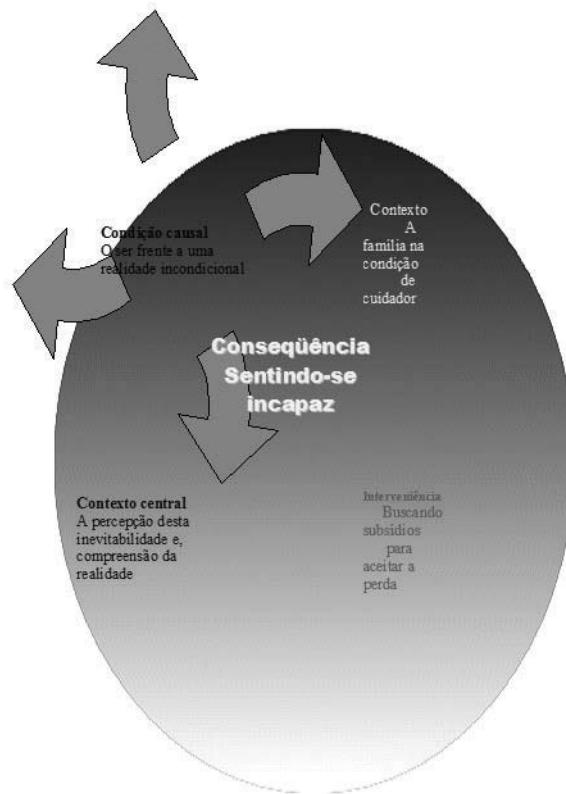 Condição causal
O ser frente a uma
realidade incondicional
Contexto
A
família na
condição
de
cuidador
Conseqüência
Sentindo-se
incapaz
Contexto central
A percepção desta
inevitabilidade e,
compreensão da
realidade
Interveniência
Buscando
subsídios
para
aceitar a
perda